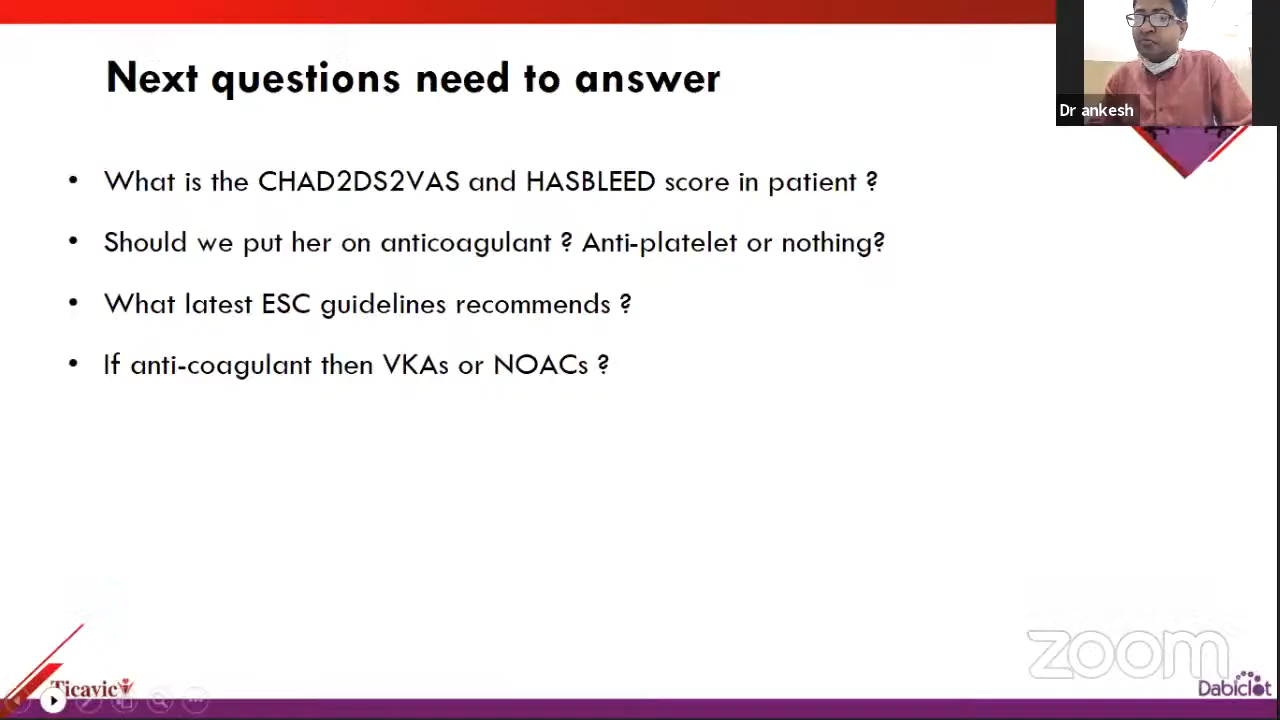 Next questions need to answer
Dr ankesh
• What is the CHAD2DS2VAS and HASBLEED score in patient ?
• Should we put her on anticoagulant ? Anti-platelet or nothing?
• What latest ESC guidelines recommends ?
• If anti-coagulant then VKAs or NOACs ?
zoom
Ticavic
Dabiclot